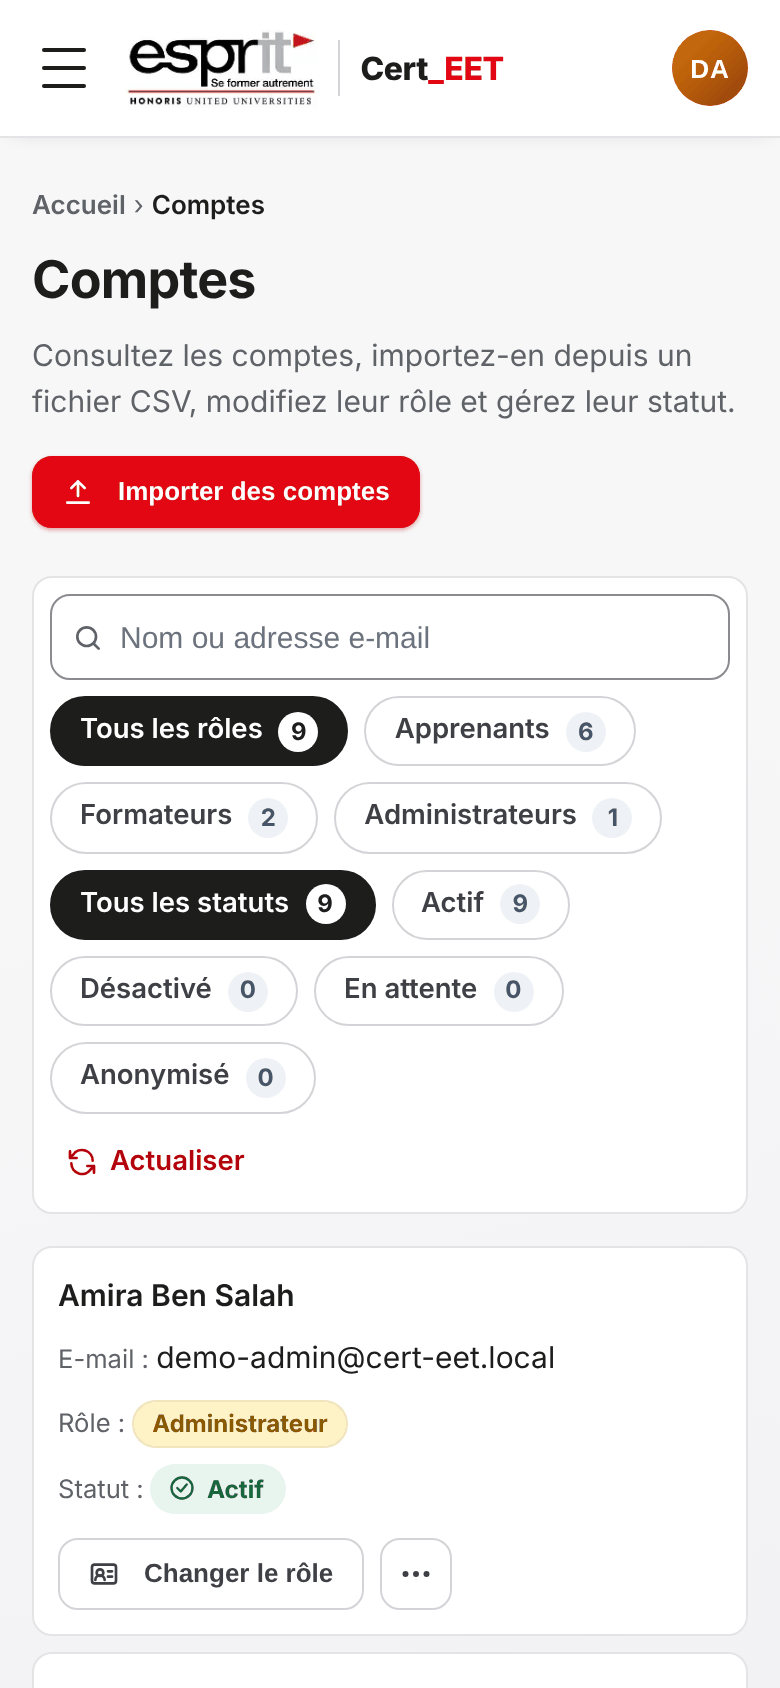 esprit
Se former autrement
HONORIS UNITED UNIVERSITIES
Cert_EET
DA
Accueil › Comptes
Comptes
Consultez les comptes, importez-en depuis un
fichier CSV, modifiez leur rôle et gérez leur statut.
Importer des comptes
Nom ou adresse e-mail
Tous les rôles 9
Apprenants 6
Formateurs 2
Administrateurs 1
Tous les statuts 9
Actif 9
Désactivé 0
En attente 0
Anonymisé 0
Actualiser
Amira Ben Salah
E-mail : demo-admin@cert-eet.local
Rôle : Administrateur
Statut : Actif
Changer le rôle